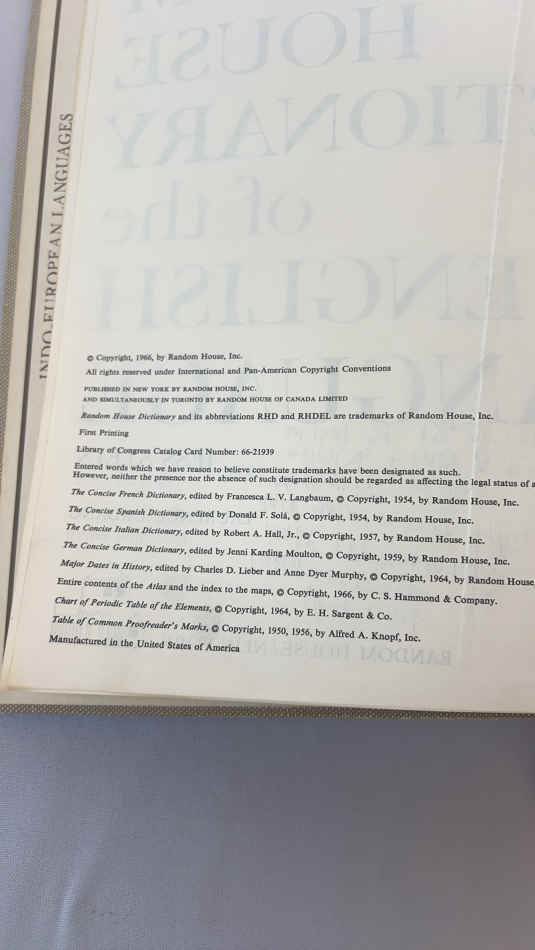 INDO-EUROPEAN LANGUAGES
HOUSE
TIONARY
of the
ENGLISH
© Copyright, 1966, by Random House, Inc.
All rights reserved under International and Pan-American Copyright Conventions
PUBLISHED IN NEW YORK BY RANDOM HOUSE, INC.
AND SIMULTANEOUSLY IN TORONTO BY RANDOM HOUSE OF CANADA LIMITED
Random House Dictionary and its abbreviations RHD and RHDEL are trademarks of Random House, Inc.
First Printing
Library of Congress Catalog Card Number: 66-21939
Entered words which we have reason to believe constitute trademarks have been designated as such.
However, neither the presence nor the absence of such designation should be regarded as affecting the legal status of a
The Concise French Dictionary, edited by Francesca L. V. Langbaum, © Copyright, 1954, by Random House, Inc.
The Concise Spanish Dictionary, edited by Donald F. Solá, © Copyright, 1954, by Random House, Inc.
The Concise Italian Dictionary, edited by Robert A. Hall, Jr., © Copyright, 1957, by Random House, Inc.
The Concise German Dictionary, edited by Jenni Karding Moulton, © Copyright, 1959, by Random House, Inc.
Major Dates in History, edited by Charles D. Lieber and Anne Dyer Murphy, © Copyright, 1964, by Random House
Entire contents of the Atlas and the index to the maps, © Copyright, 1966, by C. S. Hammond & Company.
Chart of Periodic Table of the Elements, © Copyright, 1964, by E. H. Sargent & Co.
Table of Common Proofreader's Marks, © Copyright, 1950, 1956, by Alfred A. Knopf, Inc.
Manufactured in the United States of America
RANDOM HOUSE